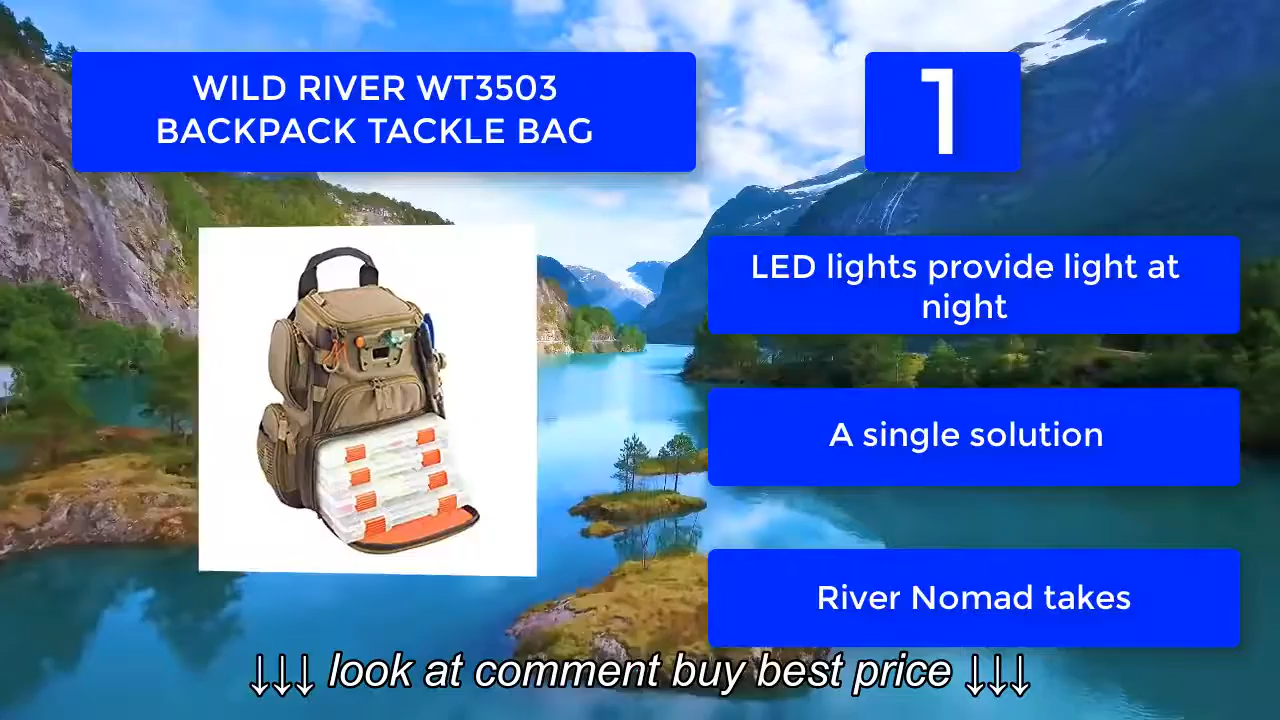 WILD RIVER WT3503
BACKPACK TACKLE BAG
1
LED lights provide light at
night
A single solution
River Nomad takes
↓↓↓ look at comment buy best price ↓↓↓